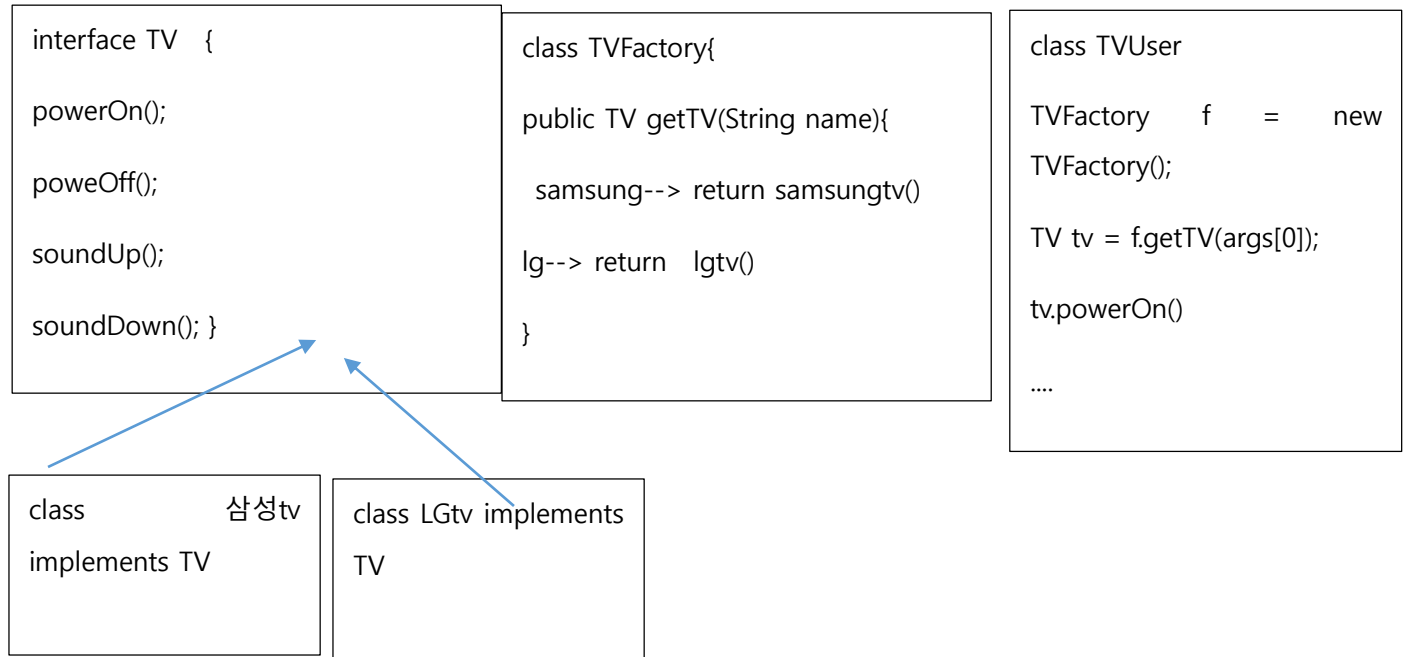 interface TV {
powerOn();
poweOff();
soundUp();
soundDown(); }
class TVFactory{
public TV getTV(String name){
samsung--> return samsungtv()
lg--> return lgtv()
}
class TVUser
TVFactory f = new
TVFactory();
TV tv = f.getTV(args[0]);
tv.powerOn()
....
class 삼성tv
implements TV
class LGtv implements
TV